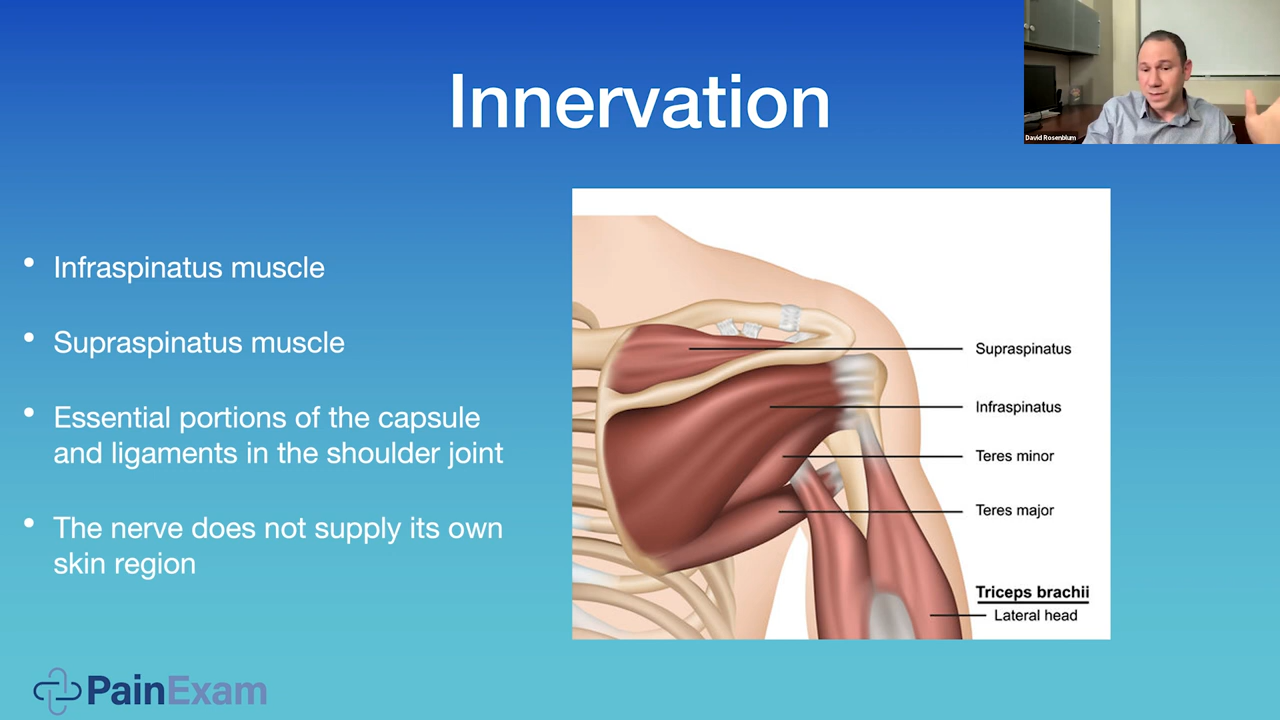 Innervation
David Rosenblum
• Infraspinatus muscle
• Supraspinatus muscle
• Essential portions of the capsule
and ligaments in the shoulder joint
• The nerve does not supply its own
skin region
Supraspinatus
Infraspinatus
Teres minor
Teres major
Triceps brachii
Lateral head
PainExam